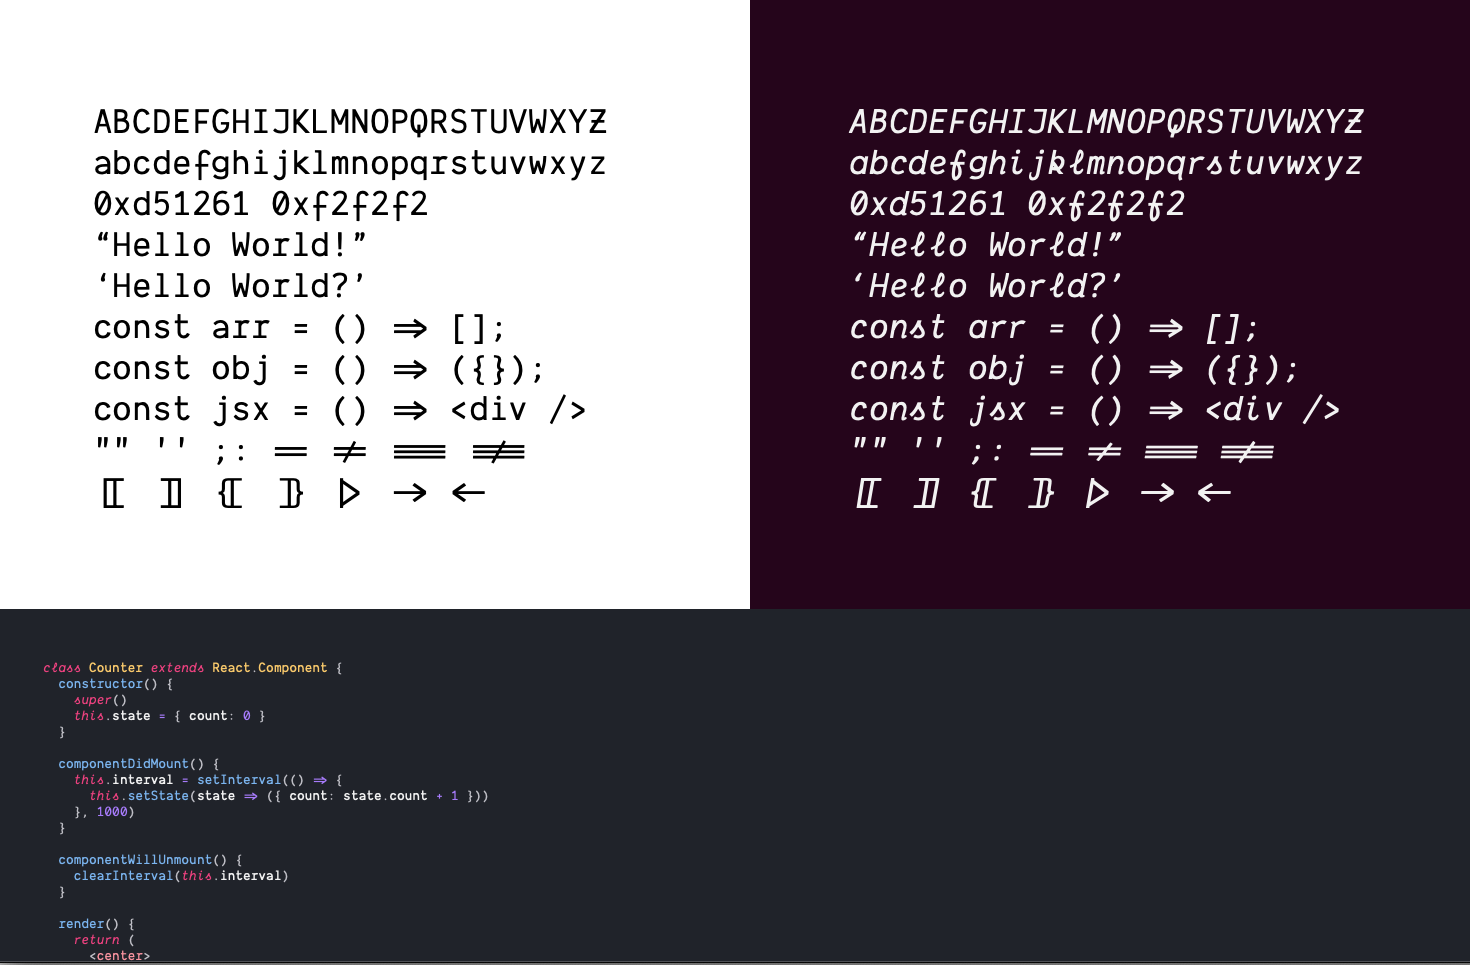 ABCDEFGHIJKLMNOPQRSTUVWXYZ
abcdefghijklmnopqrstuvwxyz
0xd51261 0xf2f2f2
“Hello World!”
‘Hello World?’
const arr = () => [];
const obj = () => ({});
const jsx = () => <div />
"" '' ;: == != === !==
[[ ]] {[ ]} |> -> <-
ABCDEFGHIJKLMNOPQRSTUVWXYZ
abcdefghijklmnopqrstuvwxyz
0xd51261 0xf2f2f2
“Hello World!”
‘Hello World?’
const arr = () => [];
const obj = () => ({});
const jsx = () => <div />
"" '' ;: == != === !==
[[ ]] {[ ]} |> -> <-
class Counter extends React.Component {
  constructor() {
    super()
    this.state = { count: 0 }
  }
  componentDidMount() {
    this.interval = setInterval(() => {
      this.setState(state => ({ count: state.count + 1 }))
    }, 1000)
  }
  componentWillUnmount() {
    clearInterval(this.interval)
  }
  render() {
    return (
      <center>